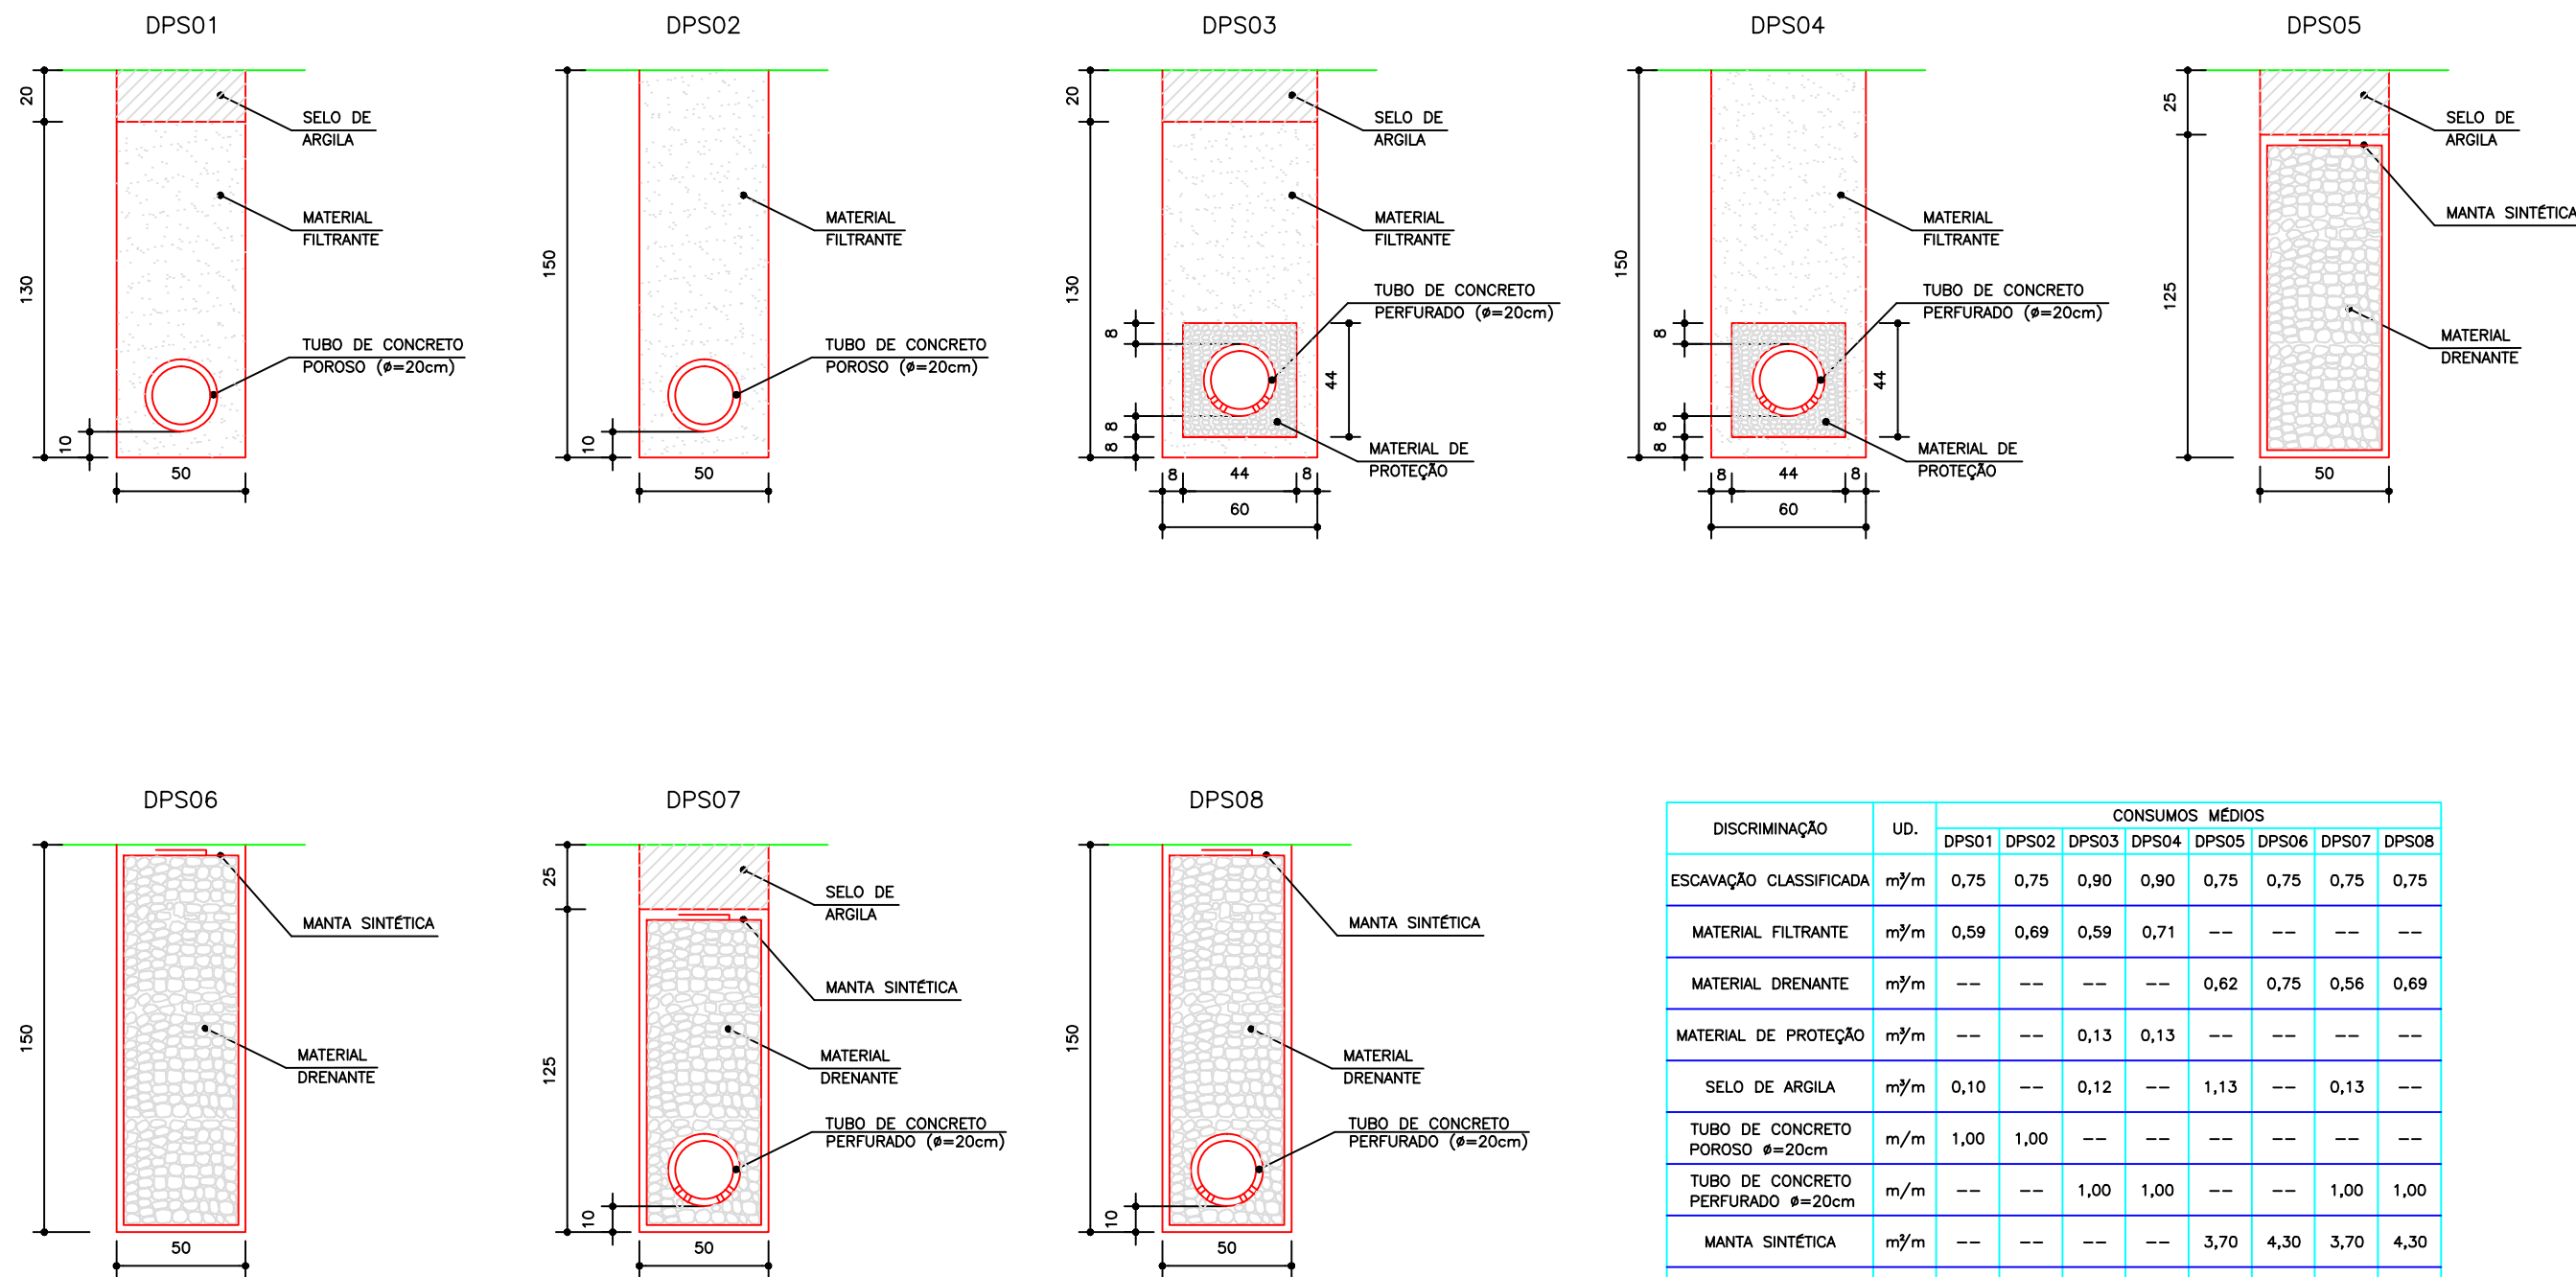 DPS01
20
130
10
50
SELO DE
ARGILA
MATERIAL
FILTRANTE
TUBO DE CONCRETO
POROSO (ø=20cm)
DPS02
150
10
50
MATERIAL
FILTRANTE
TUBO DE CONCRETO
POROSO (ø=20cm)
DPS03
20
130
8
8
8
44
8 44 8
60
SELO DE
ARGILA
MATERIAL
FILTRANTE
TUBO DE CONCRETO
PERFURADO (ø=20cm)
MATERIAL DE
PROTEÇÃO
DPS04
150
8
8
8
44
8 44 8
60
MATERIAL
FILTRANTE
TUBO DE CONCRETO
PERFURADO (ø=20cm)
MATERIAL DE
PROTEÇÃO
DPS05
25
125
50
SELO DE
ARGILA
MANTA SINTÉTICA
MATERIAL
DRENANTE
DPS06
150
50
MANTA SINTÉTICA
MATERIAL
DRENANTE
DPS07
25
125
10
50
SELO DE
ARGILA
MANTA SINTÉTICA
MATERIAL
DRENANTE
TUBO DE CONCRETO
PERFURADO (ø=20cm)
DPS08
150
10
50
MANTA SINTÉTICA
MATERIAL
DRENANTE
TUBO DE CONCRETO
PERFURADO (ø=20cm)
DISCRIMINAÇÃO UD. CONSUMOS MÉDIOS
DPS01 DPS02 DPS03 DPS04 DPS05 DPS06 DPS07 DPS08
ESCAVAÇÃO CLASSIFICADA m³/m 0,75 0,75 0,90 0,90 0,75 0,75 0,75 0,75
MATERIAL FILTRANTE m³/m 0,59 0,69 0,59 0,71 -- -- -- --
MATERIAL DRENANTE m³/m -- -- -- -- 0,62 0,75 0,56 0,69
MATERIAL DE PROTEÇÃO m³/m -- -- 0,13 0,13 -- -- -- --
SELO DE ARGILA m³/m 0,10 -- 0,12 -- 1,13 -- 0,13 --
TUBO DE CONCRETO
POROSO ø=20cm m/m 1,00 1,00 -- -- -- -- -- --
TUBO DE CONCRETO
PERFURADO ø=20cm m/m -- -- 1,00 1,00 -- -- 1,00 1,00
MANTA SINTÉTICA m²/m -- -- -- -- 3,70 4,30 3,70 4,30